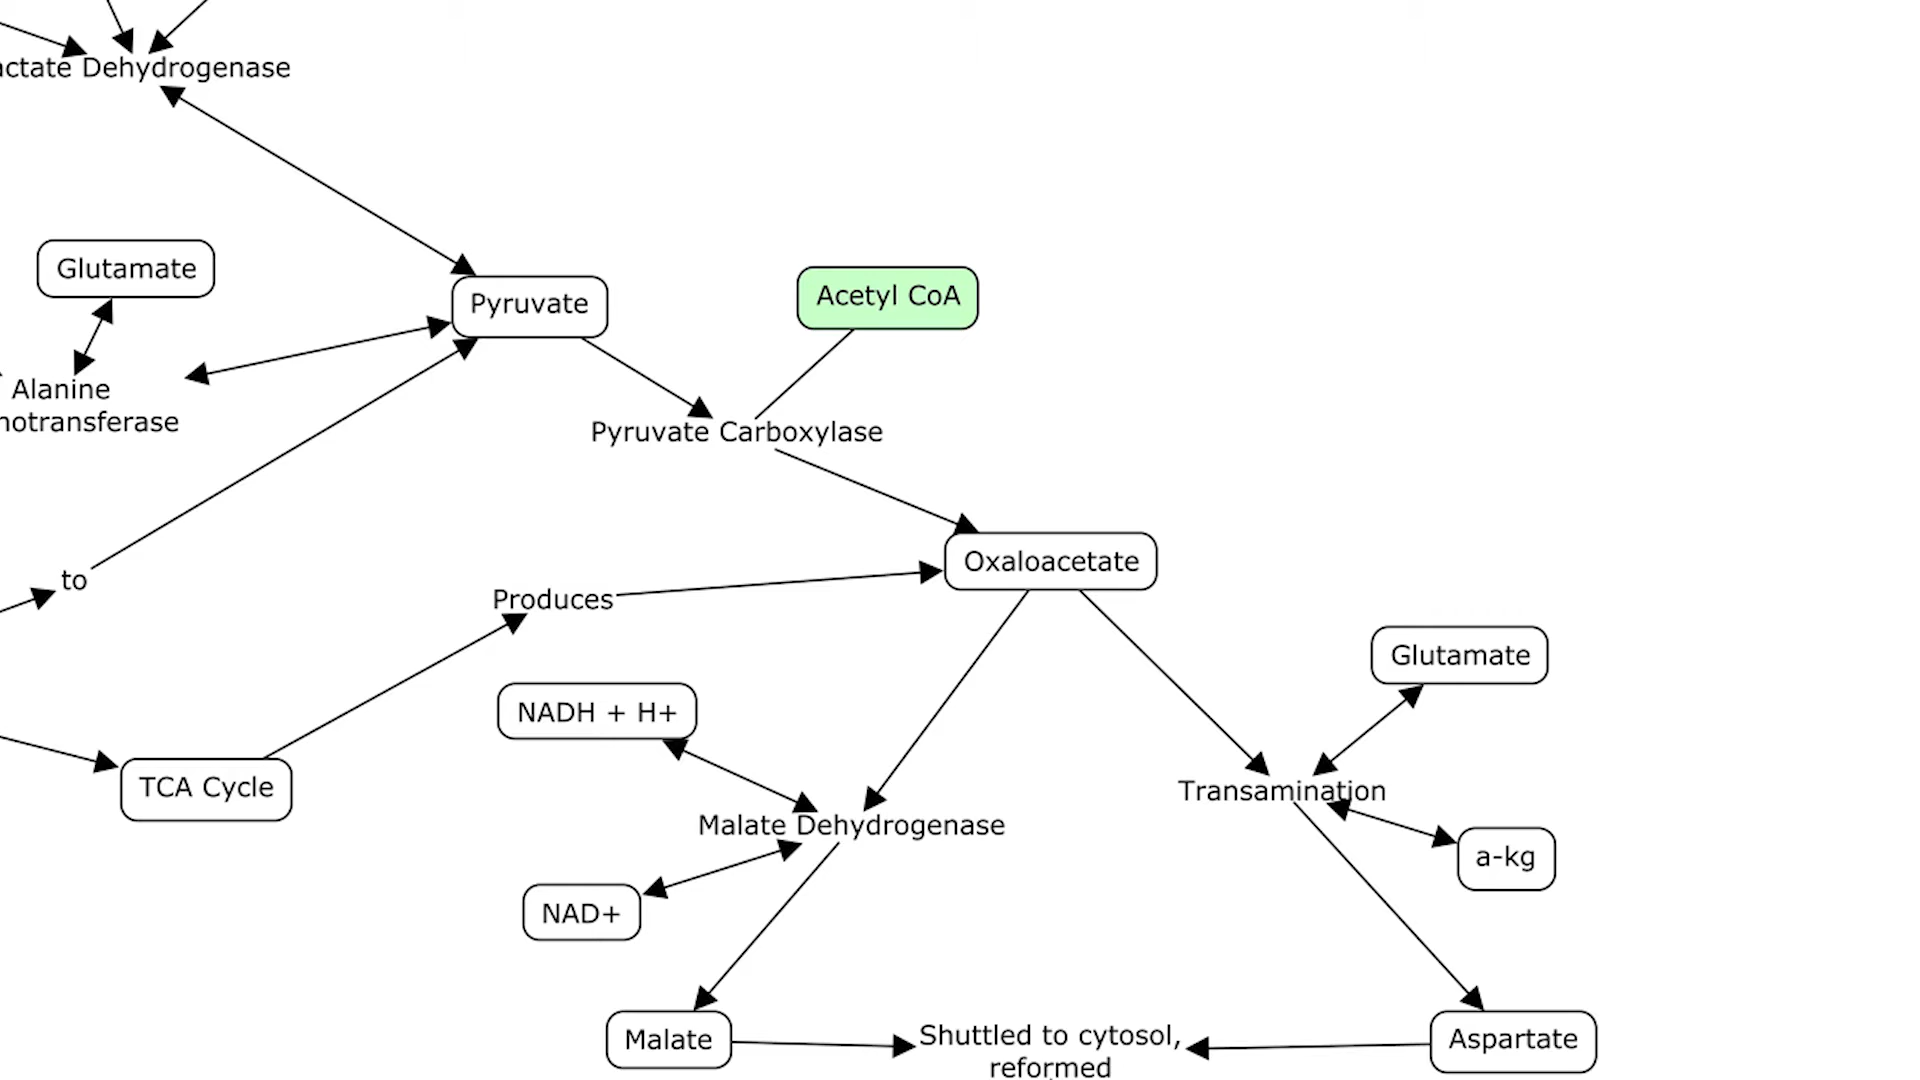 actate Dehydrogenase
Glutamate
Pyruvate
Acetyl CoA
Alanine
notransferase
Pyruvate Carboxylase
to
Produces
Oxaloacetate
Glutamate
NADH + H+
TCA Cycle
Transamination
Malate Dehydrogenase
a-kg
NAD+
Malate
Shuttled to cytosol,
reformed
Aspartate